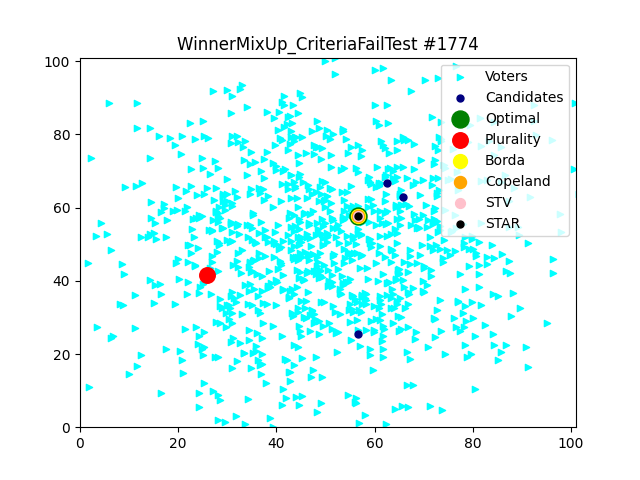 WinnerMixUp_CriteriaFailTest #1774
100
80
60
40
20
0
0
20
40
60
80
100
Voters
Candidates
Optimal
Plurality
Borda
Copeland
STV
STAR